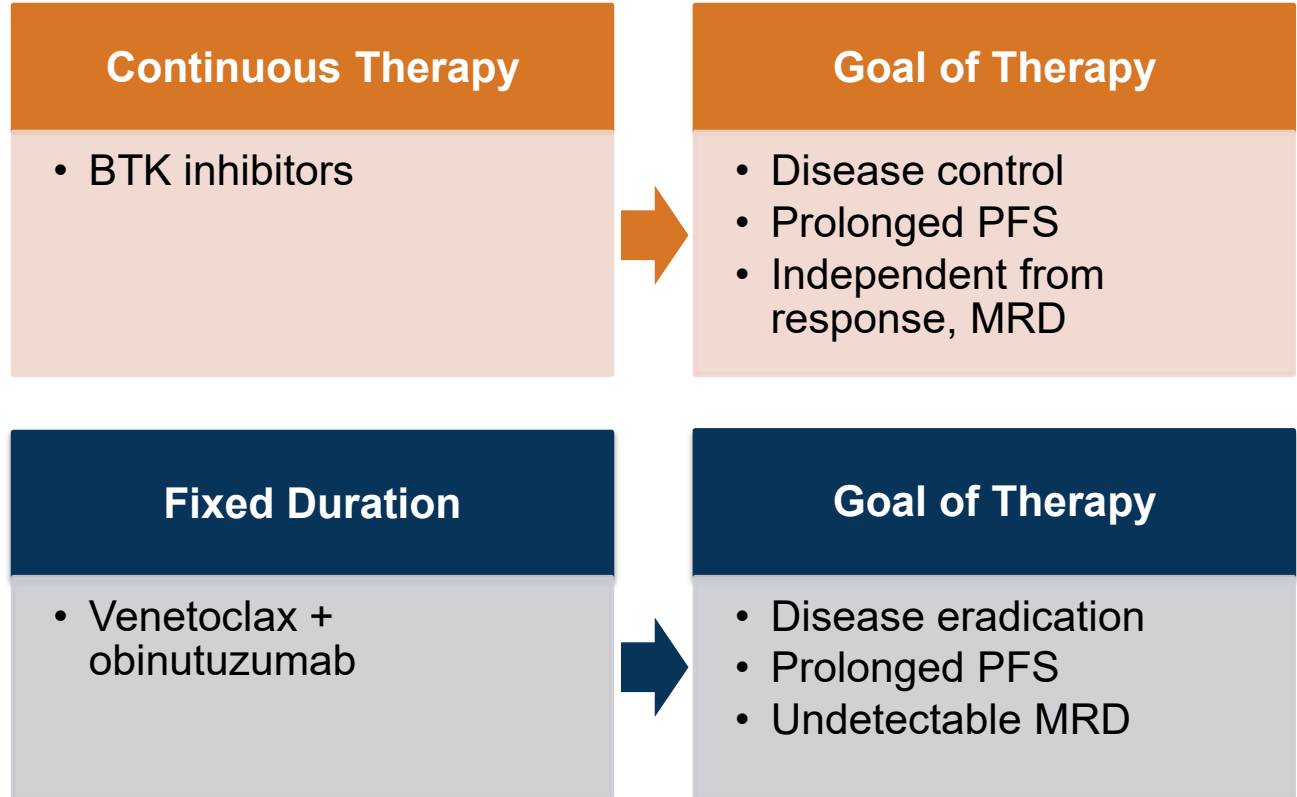 Continuous Therapy
• BTK inhibitors
Goal of Therapy
• Disease control
• Prolonged PFS
• Independent from
response, MRD
Fixed Duration
• Venetoclax +
obinutuzumab
Goal of Therapy
• Disease eradication
• Prolonged PFS
• Undetectable MRD